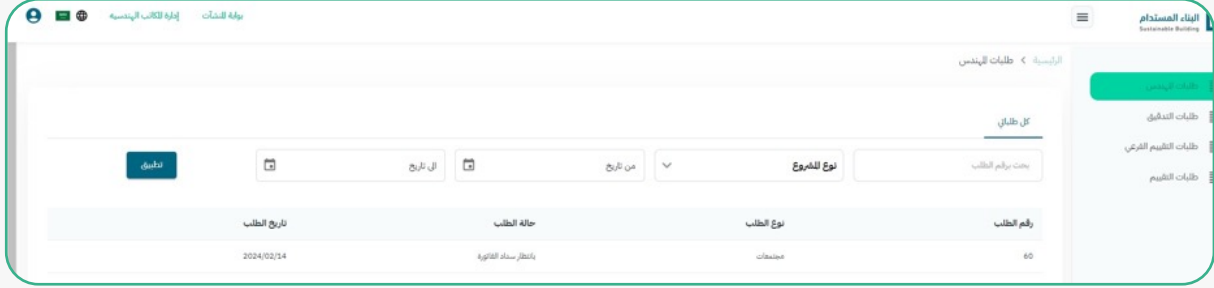 البناء المستدام
Sustainable Building
بوابة المنشآت
إدارة المكاتب الهندسيه
الرئيسية > طلبات المهندس
طلبات المهندس
طلبات التدقيق
طلبات التقييم الفرعي
طلبات التقييم
كل طلباتي
بحث برقم الطلب
نوع المشروع
من تاريخ
الى تاريخ
تطبيق
رقم الطلب نوع الطلب حالة الطلب تاريخ الطلب
60 مجتمعات بانتظار سداد الفاتورة 2024/02/14